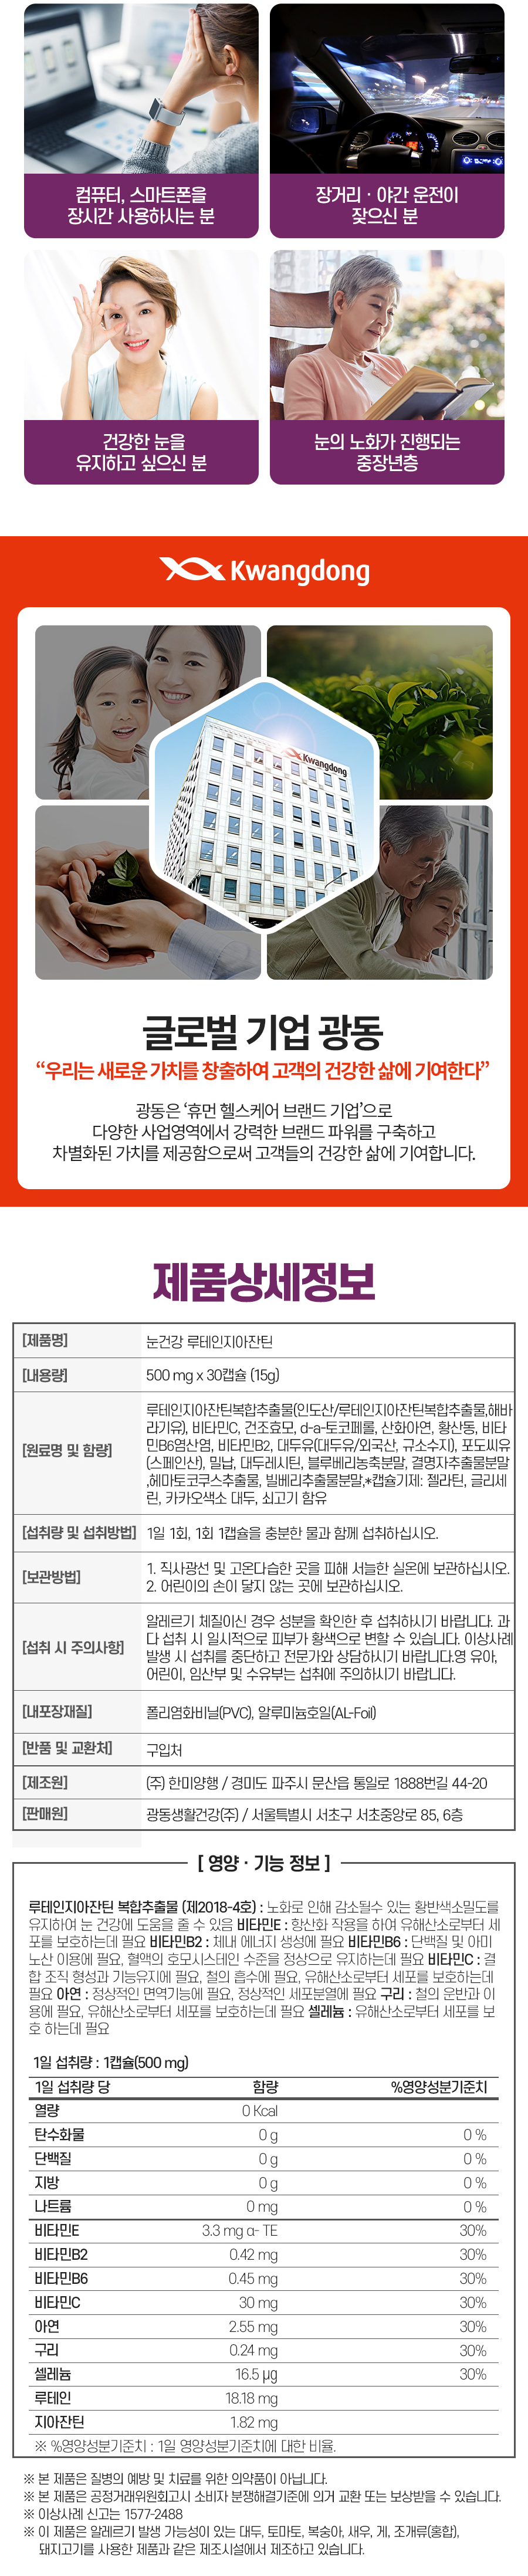 컴퓨터, 스마트폰을
장시간 사용하시는 분
장거리 · 야간 운전이
잦으신 분
건강한 눈을
유지하고 싶으신 분
눈의 노화가 진행되는
중장년층
Kwangdong
Kwangdong
글로벌 기업 광동
“우리는 새로운 가치를 창출하여 고객의 건강한 삶에 기여한다”
광동은 ‘휴먼 헬스케어 브랜드 기업’으로
다양한 사업영역에서 강력한 브랜드 파워를 구축하고
차별화된 가치를 제공함으로써 고객들의 건강한 삶에 기여합니다.
제품상세정보
[제품명]
눈건강 루테인지아잔틴
[내용량]
500 mg x 30캡슐 (15g)
[원료명 및 함량]
루테인지아잔틴복합추출물(인도산/루테인지아잔틴복합추출물,해바
라기유), 비타민C, 건조효모, d-a-토코페롤, 산화아연, 황산동, 비타
민B6염산염, 비타민B2, 대두유(대두유/외국산, 규소수지), 포도씨유
(스페인산), 밀납, 대두레시틴, 블루베리농축분말, 결명자추출물분말
,헤마토코쿠스추출물, 빌베리추출물분말,*캡슐기제: 젤라틴, 글리세
린, 카카오색소 대두, 쇠고기 함유
[섭취량 및 섭취방법]
1일 1회, 1회 1캡슐을 충분한 물과 함께 섭취하십시오.
[보관방법]
1. 직사광선 및 고온다습한 곳을 피해 서늘한 실온에 보관하십시오.
2. 어린이의 손이 닿지 않는 곳에 보관하십시오.
[섭취 시 주의사항]
알레르기 체질이신 경우 성분을 확인한 후 섭취하시기 바랍니다. 과
다 섭취 시 일시적으로 피부가 황색으로 변할 수 있습니다. 이상사례
발생 시 섭취를 중단하고 전문가와 상담하시기 바랍니다.영 유아,
어린이, 임산부 및 수유부는 섭취에 주의하시기 바랍니다.
[내포장재질]
폴리염화비닐(PVC), 알루미늄호일(AL-Foil)
[반품 및 교환처]
구입처
[제조원]
(주) 한미양행 / 경미도 파주시 문산읍 통일로 1888번길 44-20
[판매원]
광동생활건강(주) / 서울특별시 서초구 서초중앙로 85, 6층
[ 영양 · 기능 정보 ]
루테인지아잔틴 복합추출물 (제2018-4호) : 노화로 인해 감소될수 있는 황반색소밀도를
유지하여 눈 건강에 도움을 줄 수 있음 비타민E : 항산화 작용을 하여 유해산소로부터 세
포를 보호하는데 필요 비타민B2 : 체내 에너지 생성에 필요 비타민B6 : 단백질 및 아미
노산 이용에 필요, 혈액의 호모시스테인 수준을 정상으로 유지하는데 필요 비타민C : 결
합 조직 형성과 기능유지에 필요, 철의 흡수에 필요, 유해산소로부터 세포를 보호하는데
필요 아연 : 정상적인 면역기능에 필요, 정상적인 세포분열에 필요 구리 : 철의 운반과 이
용에 필요, 유해산소로부터 세포를 보호하는데 필요 셀레늄 : 유해산소로부터 세포를 보
호 하는데 필요
1일 섭취량 : 1캡슐(500 mg)
1일 섭취량 당 함량 %영양성분기준치
열량 0 Kcal
탄수화물 0 g 0 %
단백질 0 g 0 %
지방 0 g 0 %
나트륨 0 mg 0 %
비타민E 3.3 mg α- TE 30%
비타민B2 0.42 mg 30%
비타민B6 0.45 mg 30%
비타민C 30 mg 30%
아연 2.55 mg 30%
구리 0.24 mg 30%
셀레늄 16.5 μg 30%
루테인 18.18 mg
지아잔틴 1.82 mg
※ %영양성분기준치 : 1일 영양성분기준치에 대한 비율.
※ 본 제품은 질병의 예방 및 치료를 위한 의약품이 아닙니다.
※ 본 제품은 공정거래위원회고시 소비자 분쟁해결기준에 의거 교환 또는 보상받을 수 있습니다.
※ 이상사례 신고는 1577-2488
※ 이 제품은 알레르기 발생 가능성이 있는 대두, 토마토, 복숭아, 새우, 게, 조개류(홍합),
돼지고기를 사용한 제품과 같은 제조시설에서 제조하고 있습니다.